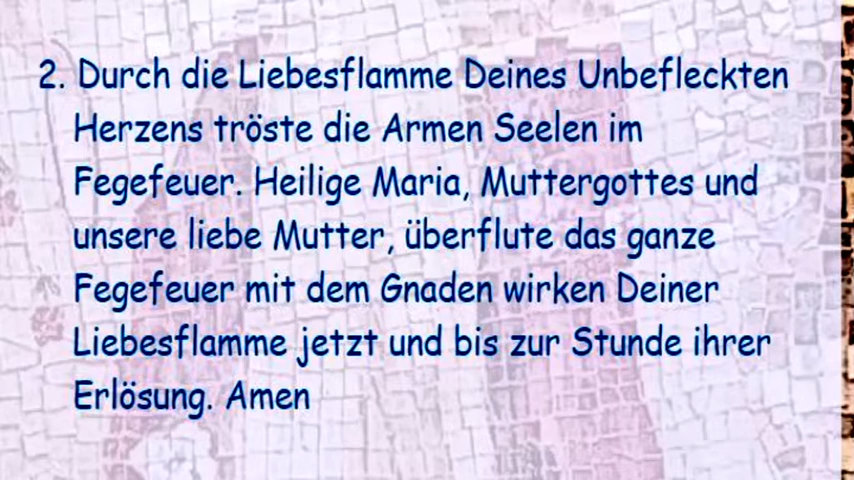 2. Durch die Liebesflamme Deines Unbefleckten
Herzens tröste die Armen Seelen im
Fegefeuer. Heilige Maria, Muttergottes und
unsere liebe Mutter, überflute das ganze
Fegefeuer mit dem Gnaden wirken Deiner
Liebesflamme jetzt und bis zur Stunde ihrer
Erlösung. Amen